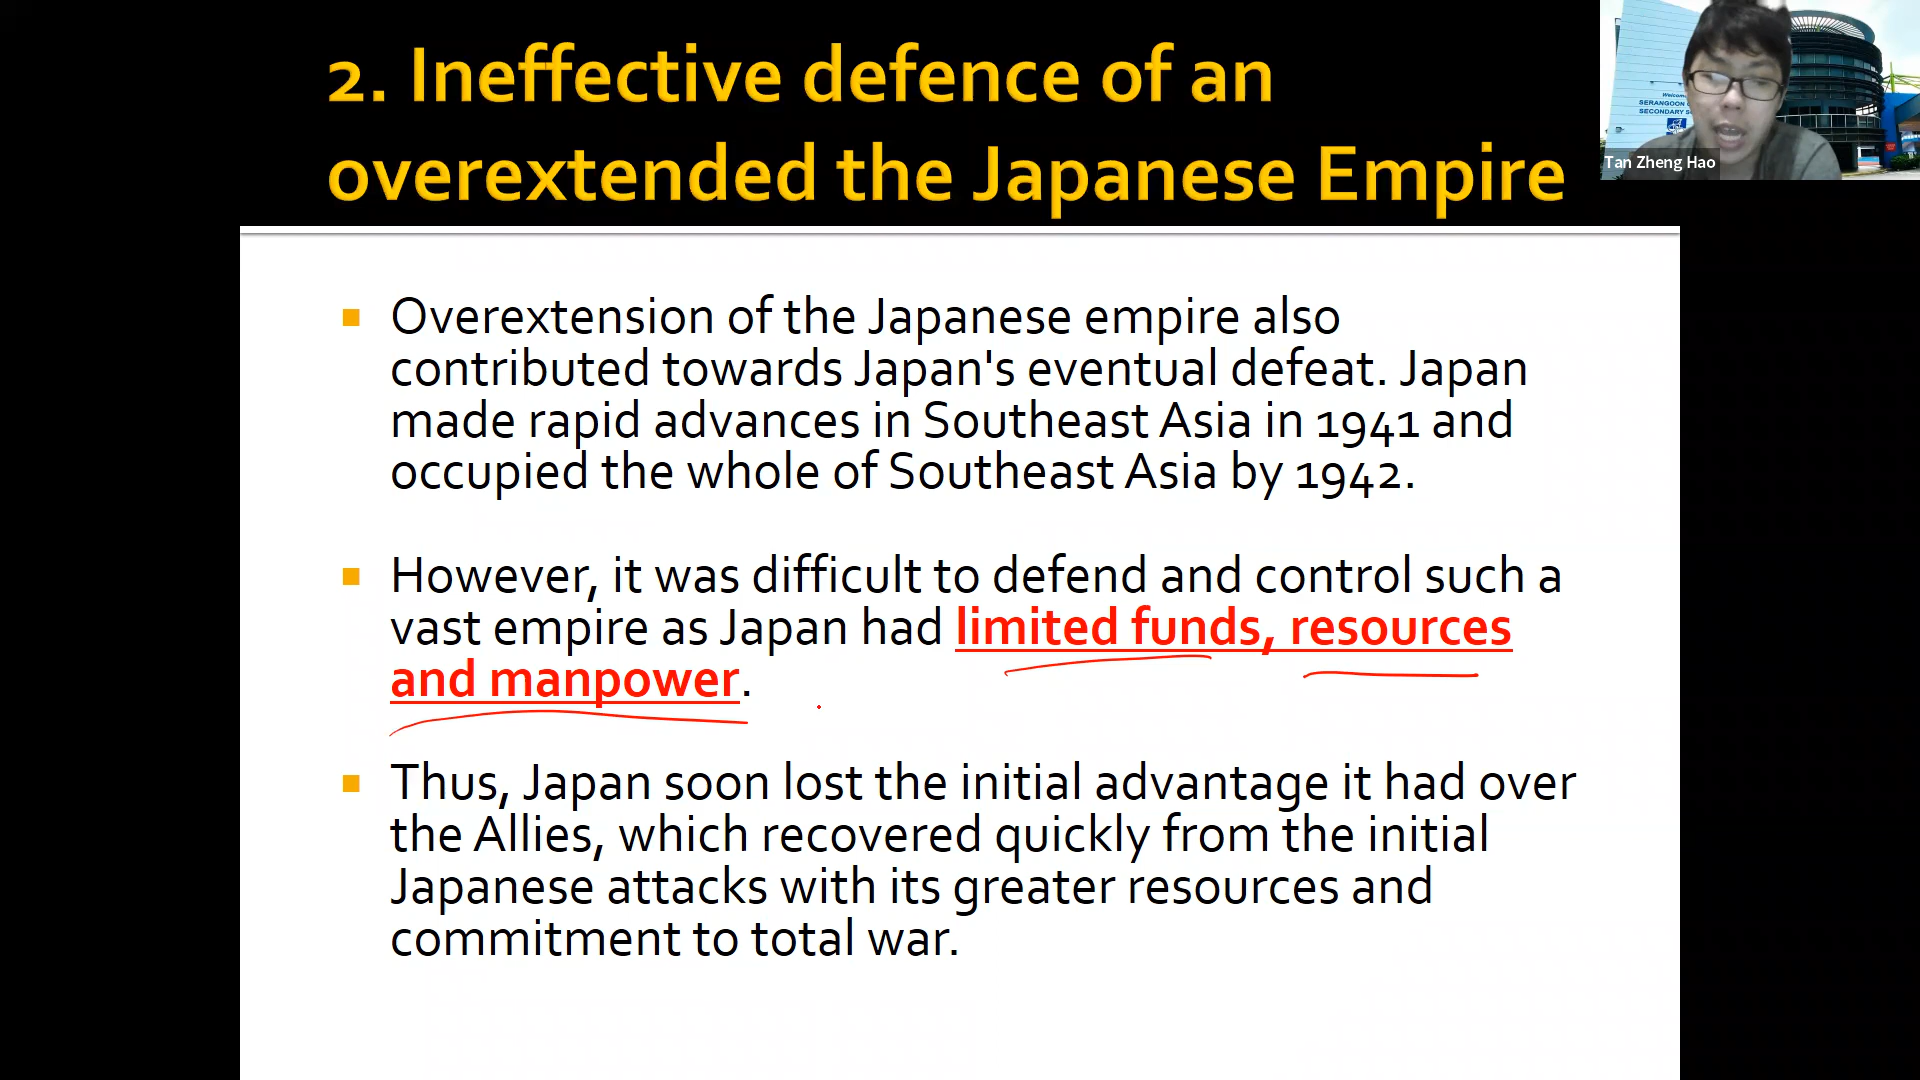 2. Ineffective defence of an
overextended the Japanese Empire
Welcome
SERANGOON
SECONDARY
Tan Zheng Hao
Overextension of the Japanese empire also
contributed towards Japan's eventual defeat. Japan
made rapid advances in Southeast Asia in 1941 and
occupied the whole of Southeast Asia by 1942.
However, it was difficult to defend and control such a
vast empire as Japan had limited funds, resources
and manpower.
Thus, Japan soon lost the initial advantage it had over
the Allies, which recovered quickly from the initial
Japanese attacks with its greater resources and
commitment to total war.